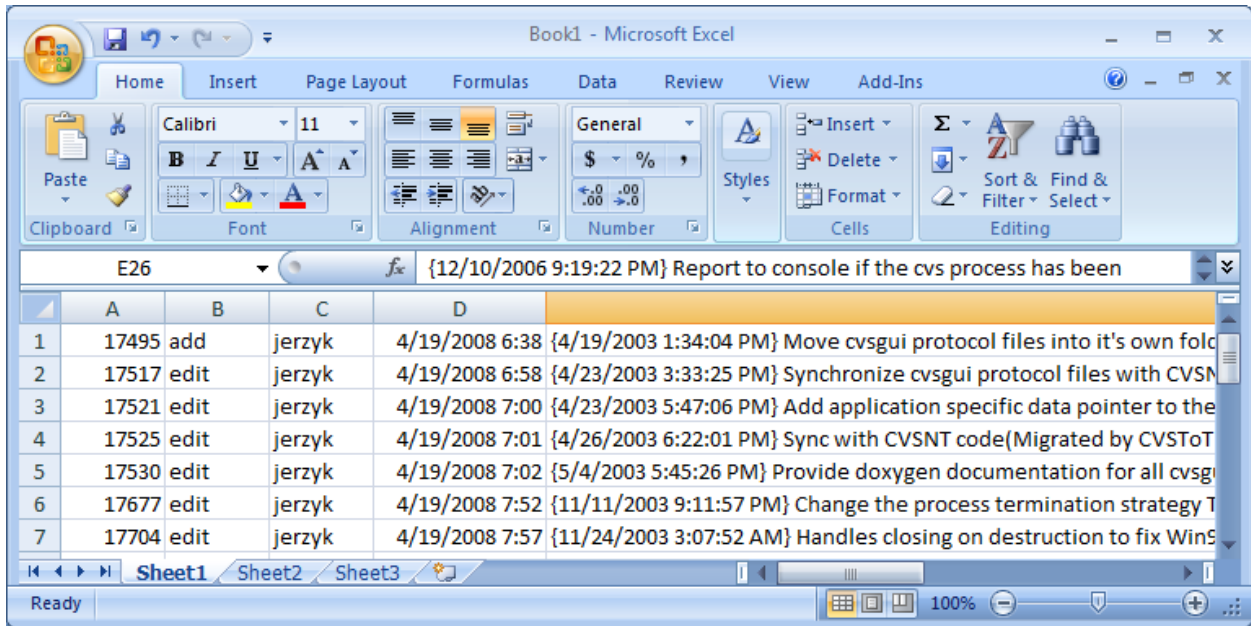 Book1 - Microsoft Excel
Home Insert Page Layout Formulas Data Review View Add-Ins
Paste
Clipboard
Calibri 11
B I U A A
A
Font
Alignment
General
$ % ,
.0 .00
.00 .0
Number
Styles
Insert
Delete
Format
Cells
Σ
Sort & Filter
Find & Select
Editing
E26 fx {12/10/2006 9:19:22 PM} Report to console if the cvs process has been
A B C D
1 17495 add jerzyk 4/19/2008 6:38 {4/19/2003 1:34:04 PM} Move cvsgui protocol files into it's own
2 17517 edit jerzyk 4/19/2008 6:58 {4/23/2003 3:33:25 PM} Synchronize cvsgui protocol files with
3 17521 edit jerzyk 4/19/2008 7:00 {4/23/2003 5:47:06 PM} Add application specific data pointer to the
4 17525 edit jerzyk 4/19/2008 7:01 {4/26/2003 6:22:01 PM} Sync with CVSNT code(Migrated by CVSToT
5 17530 edit jerzyk 4/19/2008 7:02 {5/4/2003 5:45:26 PM} Provide doxygen documentation for all
6 17677 edit jerzyk 4/19/2008 7:52 {11/11/2003 9:11:57 PM} Change the process termination strategy T
7 17704 edit jerzyk 4/19/2008 7:57 {11/24/2003 3:07:52 AM} Handles closing on destruction to fix
Sheet1 Sheet2 Sheet3
Ready 100%